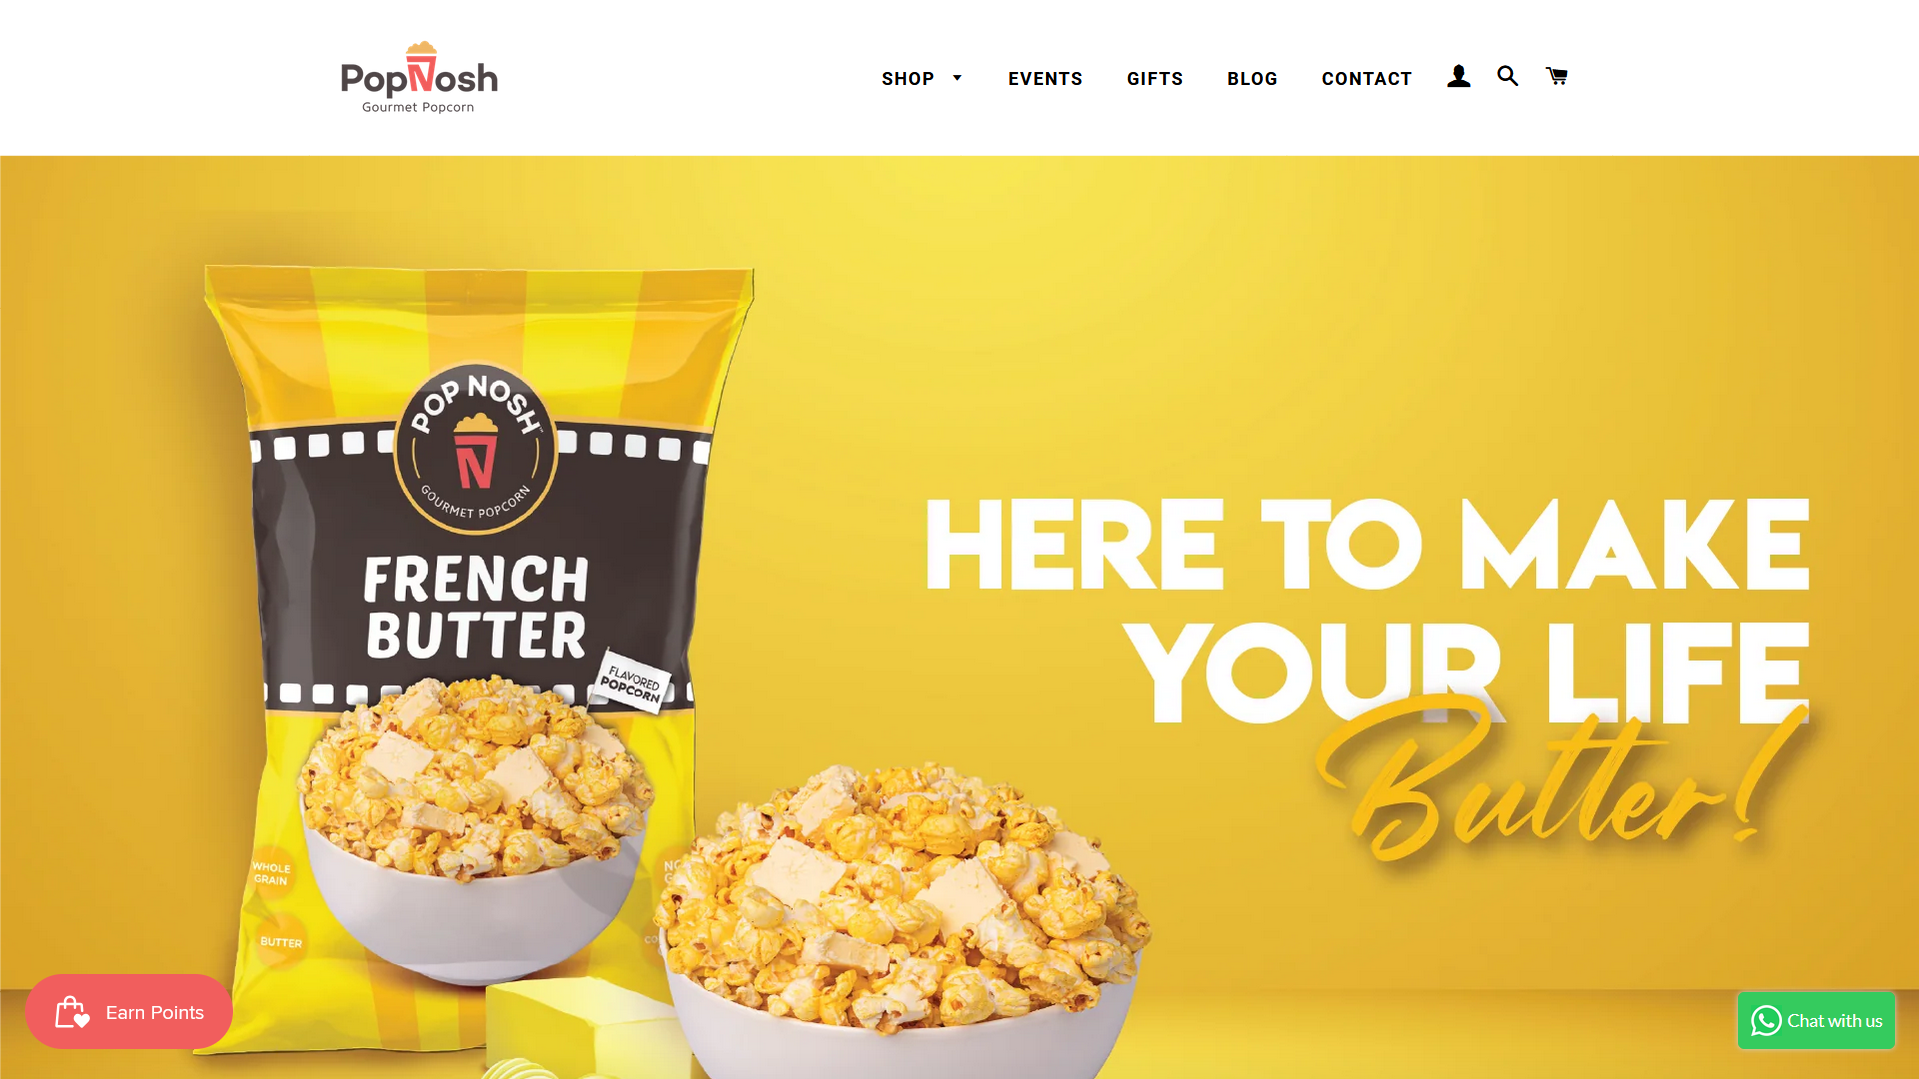 PopNosh
Gourmet Popcorn
SHOP
EVENTS
GIFTS
BLOG
CONTACT
POP NOSH
GOURMET POPCORN
FRENCH
BUTTER
FLAVORED
POPCORN
WHOLE
GRAIN
BUTTER
HERE TO MAKE
YOUR LIFE
Butter!
Earn Points
Chat with us